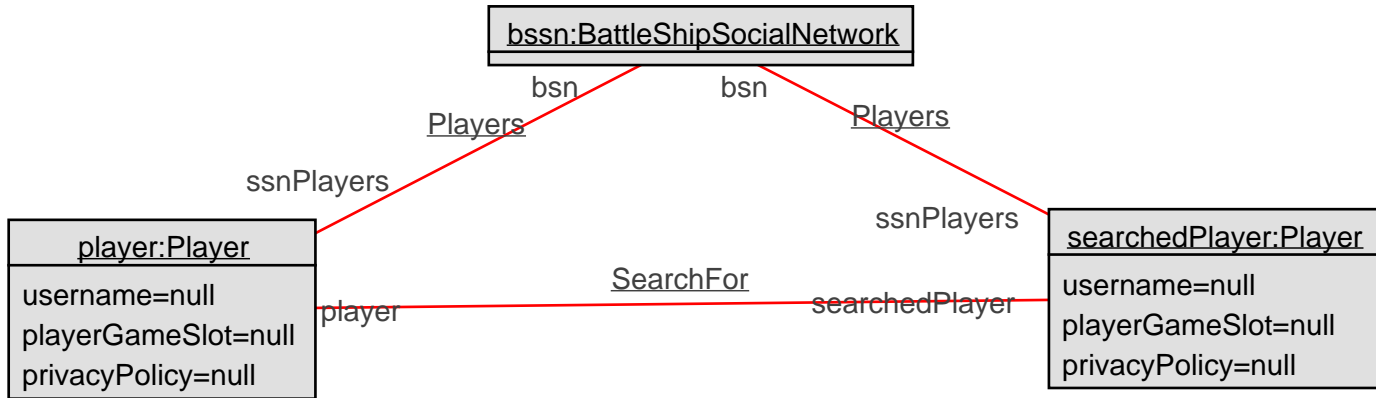 bssn:BattleShipSocialNetwork
bsn
bsn
Players
Players
ssnPlayers
ssnPlayers
player:Player
searchedPlayer:Player
SearchFor
username=null
username=null
player
searchedPlayer
playerGameSlot=null
playerGameSlot=null
privacyPolicy=null
privacyPolicy=null